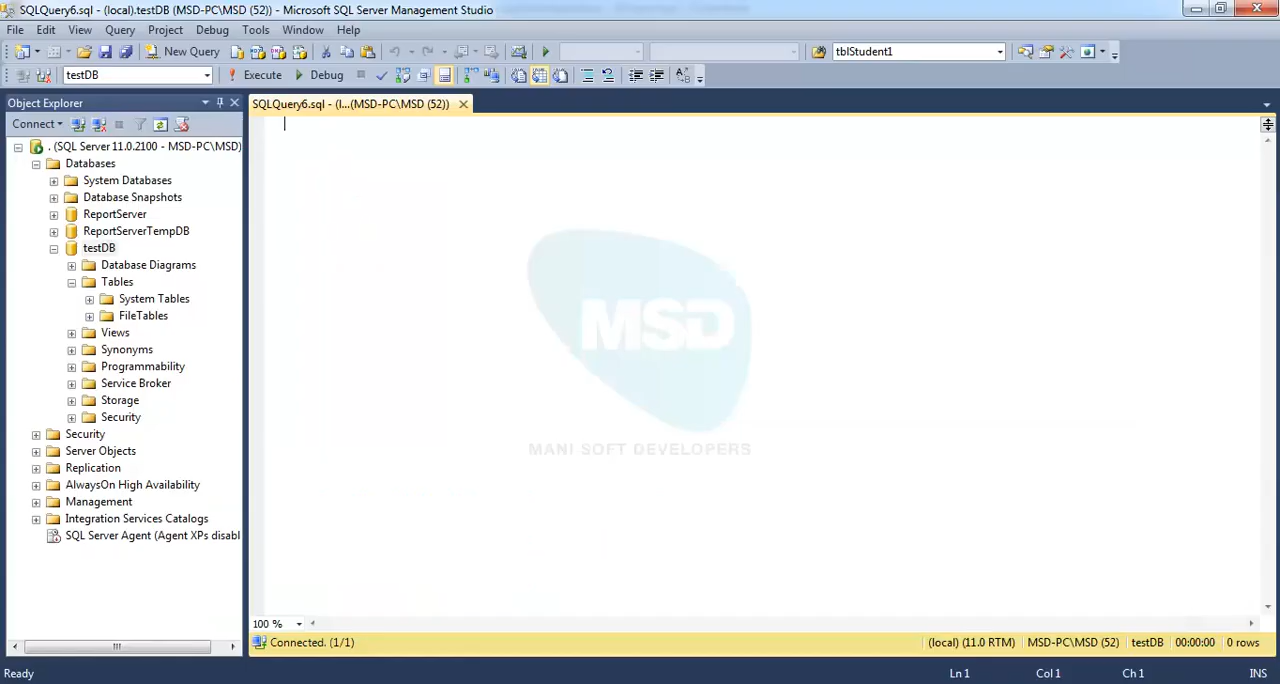 SQLQuery6.sql - (local).testDB (MSD-PC\MSD (52)) - Microsoft SQL Server Management Studio
File Edit View Query Project Debug Tools Window Help
New Query tblStudent1
testDB Execute Debug
Object Explorer
SQLQuery6.sql - (l...(MSD-PC\MSD (52))
Connect
. (SQL Server 11.0.2100 - MSD-PC\MSD)
Databases
System Databases
Database Snapshots
ReportServer
ReportServerTempDB
testDB
Database Diagrams
Tables
System Tables
FileTables
Views
Synonyms
Programmability
Service Broker
Storage
Security
Security
Server Objects
Replication
AlwaysOn High Availability
Management
Integration Services Catalogs
SQL Server Agent (Agent XPs disabl
MSD
MANI SOFT DEVELOPERS
100 %
Connected. (1/1) (local) (11.0 RTM) MSD-PC\MSD (52) testDB 00:00:00 0 rows
Ready Ln 1 Col 1 Ch 1 INS